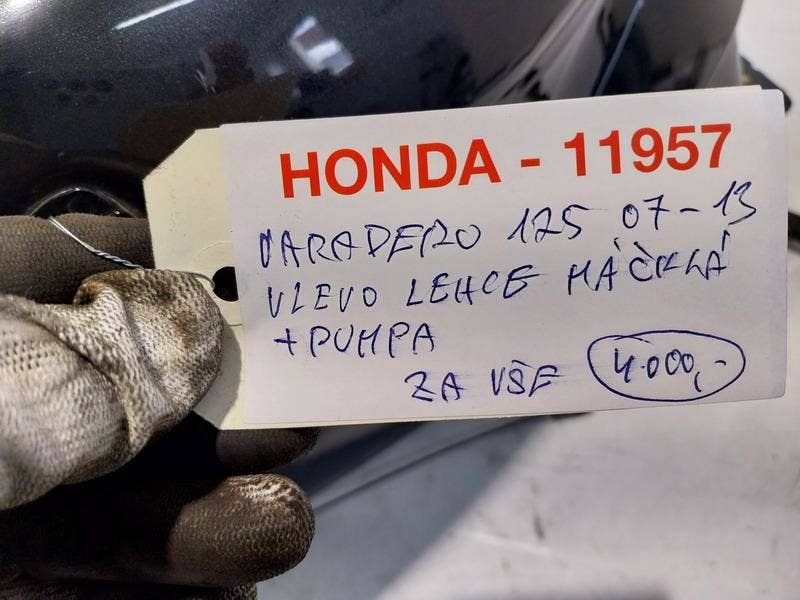 HONDA - 11957
VARADERO 125 07-13
VLEVO LEHCE MÁČKLÁ
+PUMPA
ZA VŠE 4.000,-